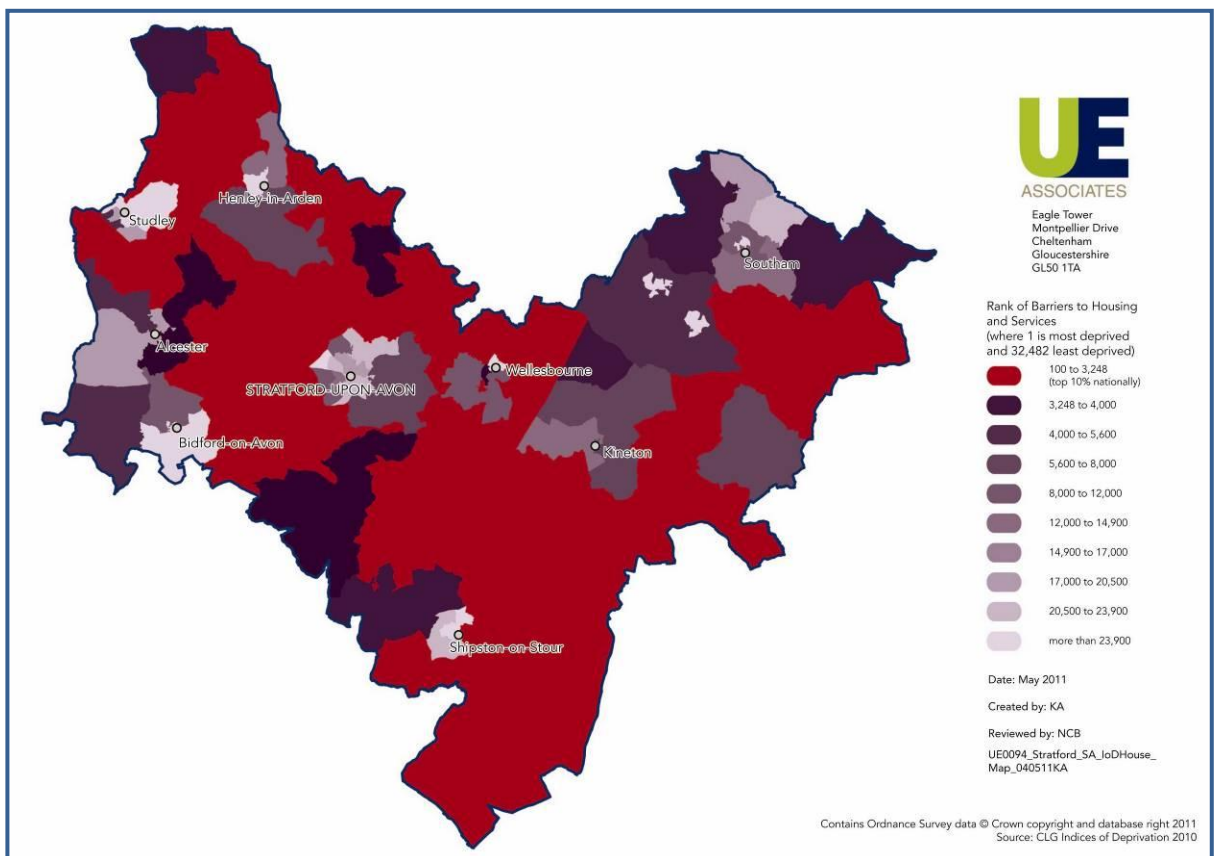 Henley-in-Arden
Studley
Southam
Alcester
Wellesbourne
STRATFORD-UPON-AVON
Bidford-on-Avon
Kineton
Shipston-on-Stour
UE
ASSOCIATES
Eagle Tower
Montpellier Drive
Cheltenham
Gloucestershire
GL50 1TA
Rank of Barriers to Housing
and Services
(where 1 is most deprived
and 32,482 least deprived)
100 to 3,248
(top 10% nationally)
3,248 to 4,000
4,000 to 5,600
5,600 to 8,000
8,000 to 12,000
12,000 to 14,900
14,900 to 17,000
17,000 to 20,500
20,500 to 23,900
more than 23,900
Date: May 2011
Created by: KA
Reviewed by: NCB
UE0094_Stratford_SA_IoDHouse_
Map_040511KA
Contains Ordnance Survey data © Crown copyright and database right 2011
Source: CLG Indices of Deprivation 2010